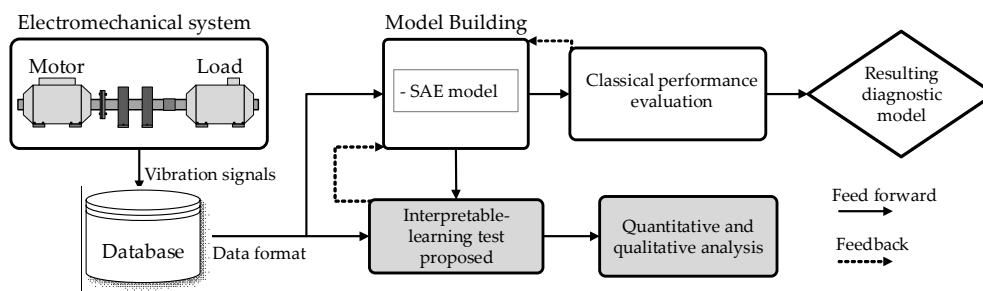 Electromechanical system
Motor
Load
Vibration signals
Database
Data format
Model Building
- SAE model
Classical performance
evaluation
Resulting
diagnostic
model
Interpretable-
learning test
proposed
Quantitative and
qualitative analysis
Feed forward
Feedback